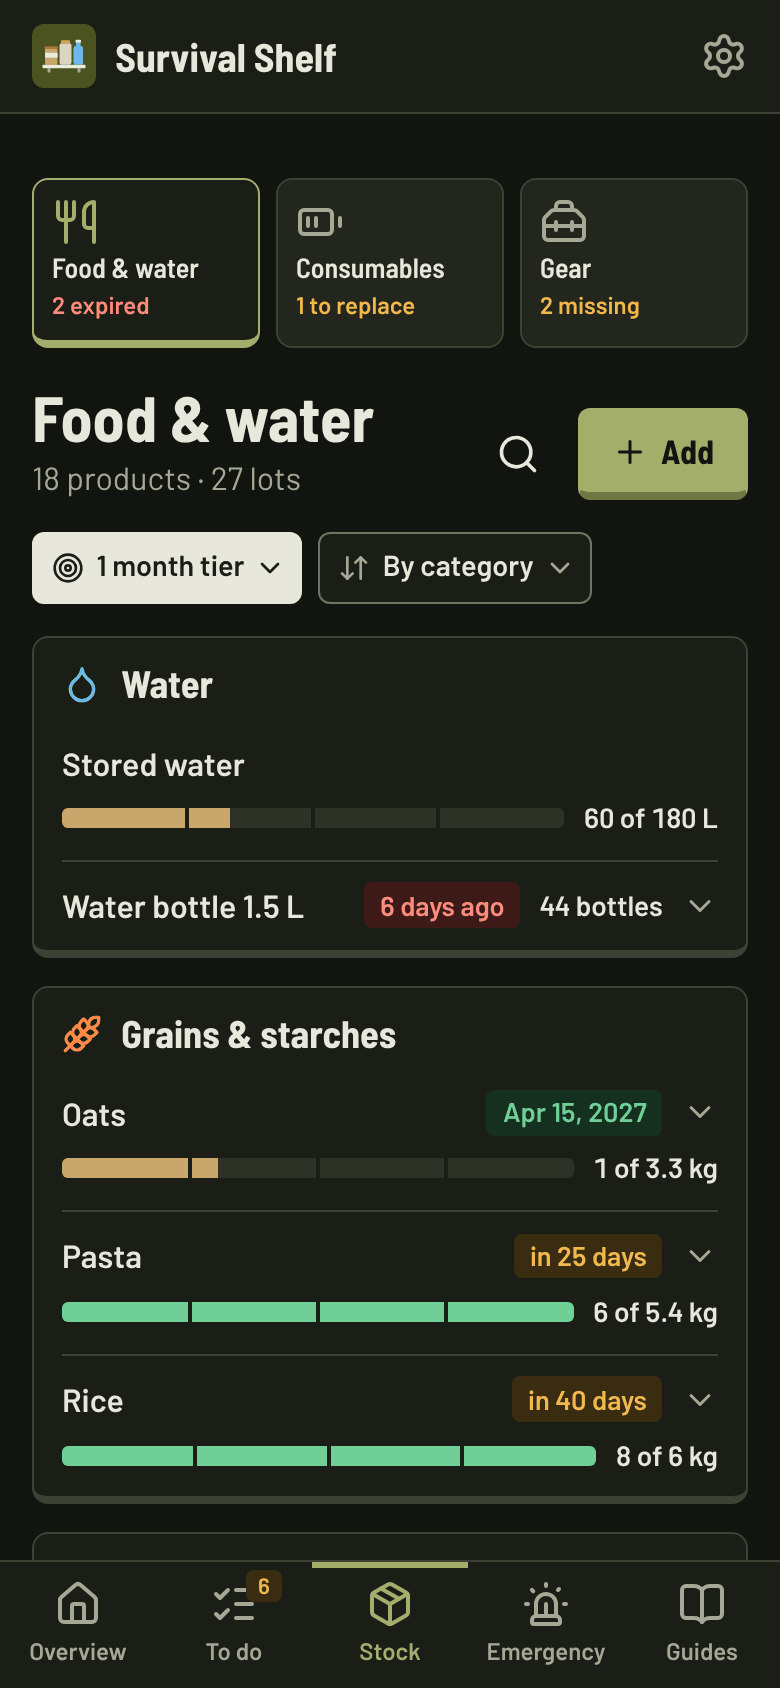 Survival Shelf
Food & water
2 expired
Consumables
1 to replace
Gear
2 missing
Food & water
18 products · 27 lots
Add
1 month tier
By category
Water
Stored water
60 of 180 L
Water bottle 1.5 L
6 days ago
44 bottles
Grains & starches
Oats
Apr 15, 2027
1 of 3.3 kg
Pasta
in 25 days
6 of 5.4 kg
Rice
in 40 days
8 of 6 kg
Overview
6
To do
Stock
Emergency
Guides